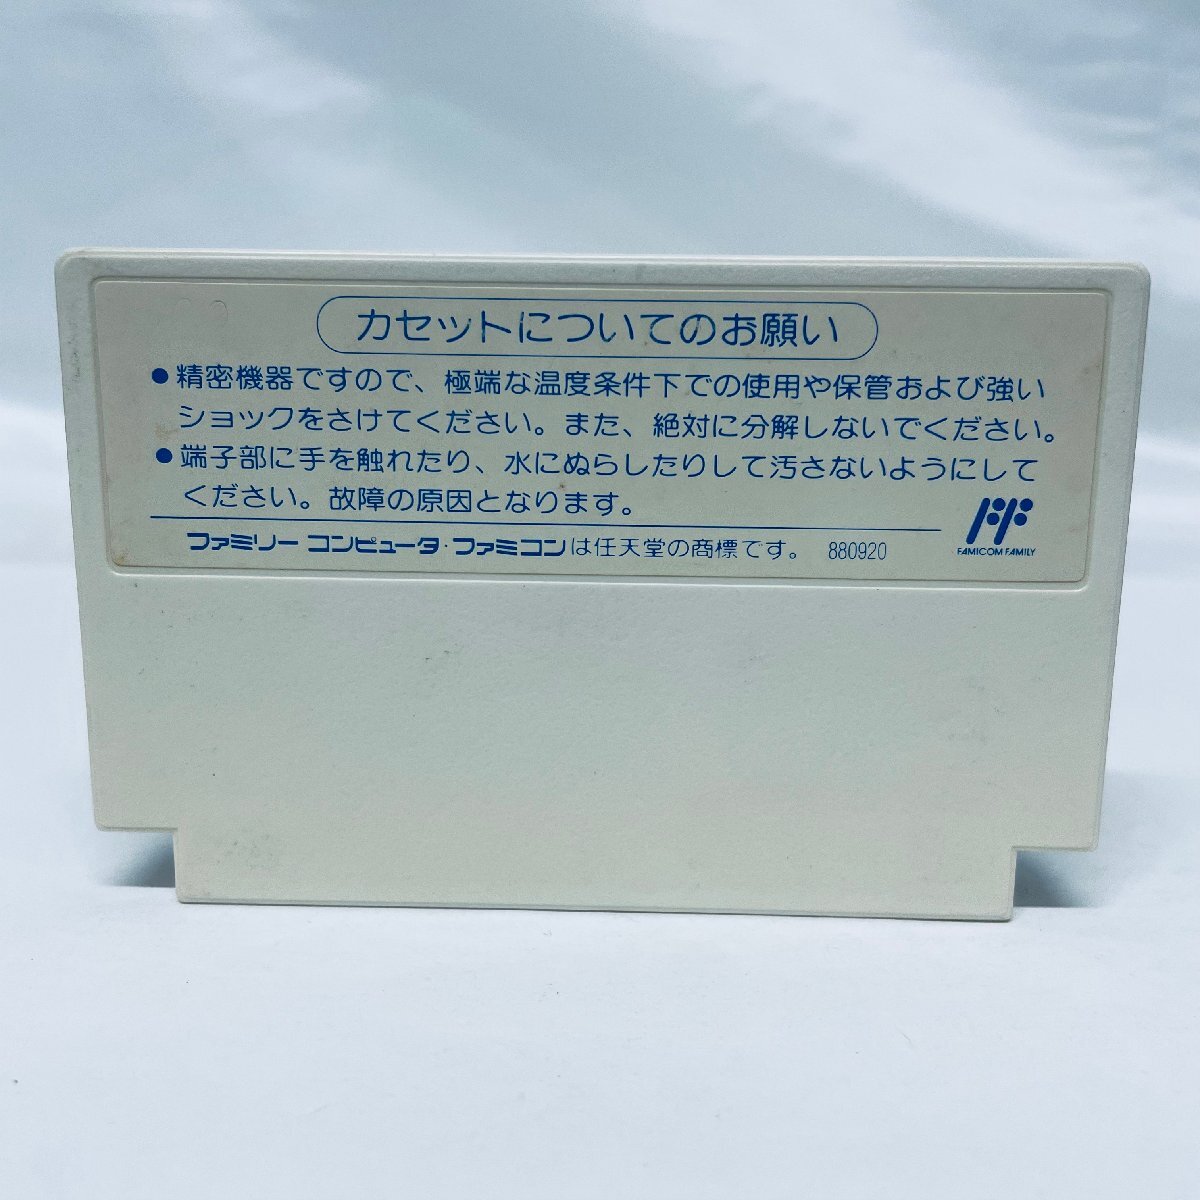 カセットについてのお願い
●精密機器ですので、極端な温度条件下での使用や保管および強い
ショックをさけてください。また、絶対に分解しないでください。
●端子部に手を触れたり、水にぬらしたりして汚さないようにして
ください。故障の原因となります。
ファミリーコンピュータ・ファミコンは任天堂の商標です。 880920
FAMICOM FAMILY